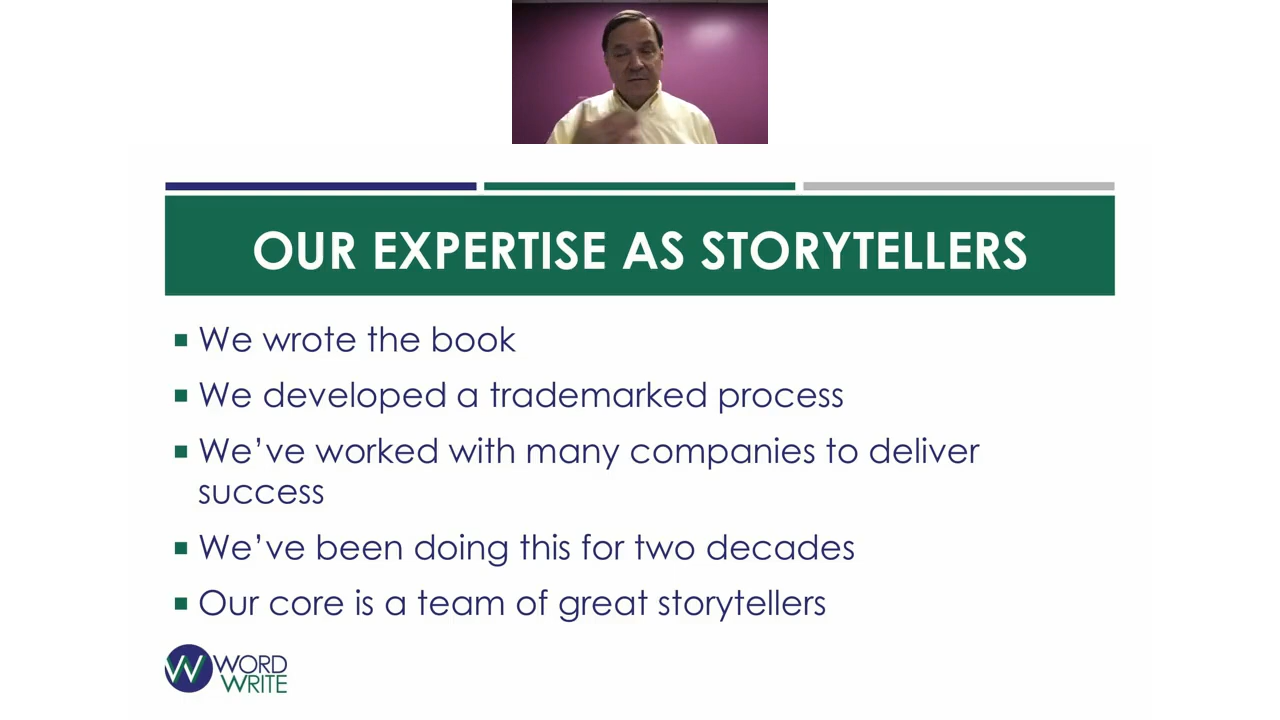 OUR EXPERTISE AS STORYTELLERS
We wrote the book
We developed a trademarked process
We’ve worked with many companies to deliver
success
We’ve been doing this for two decades
Our core is a team of great storytellers
W WORD
WRITE